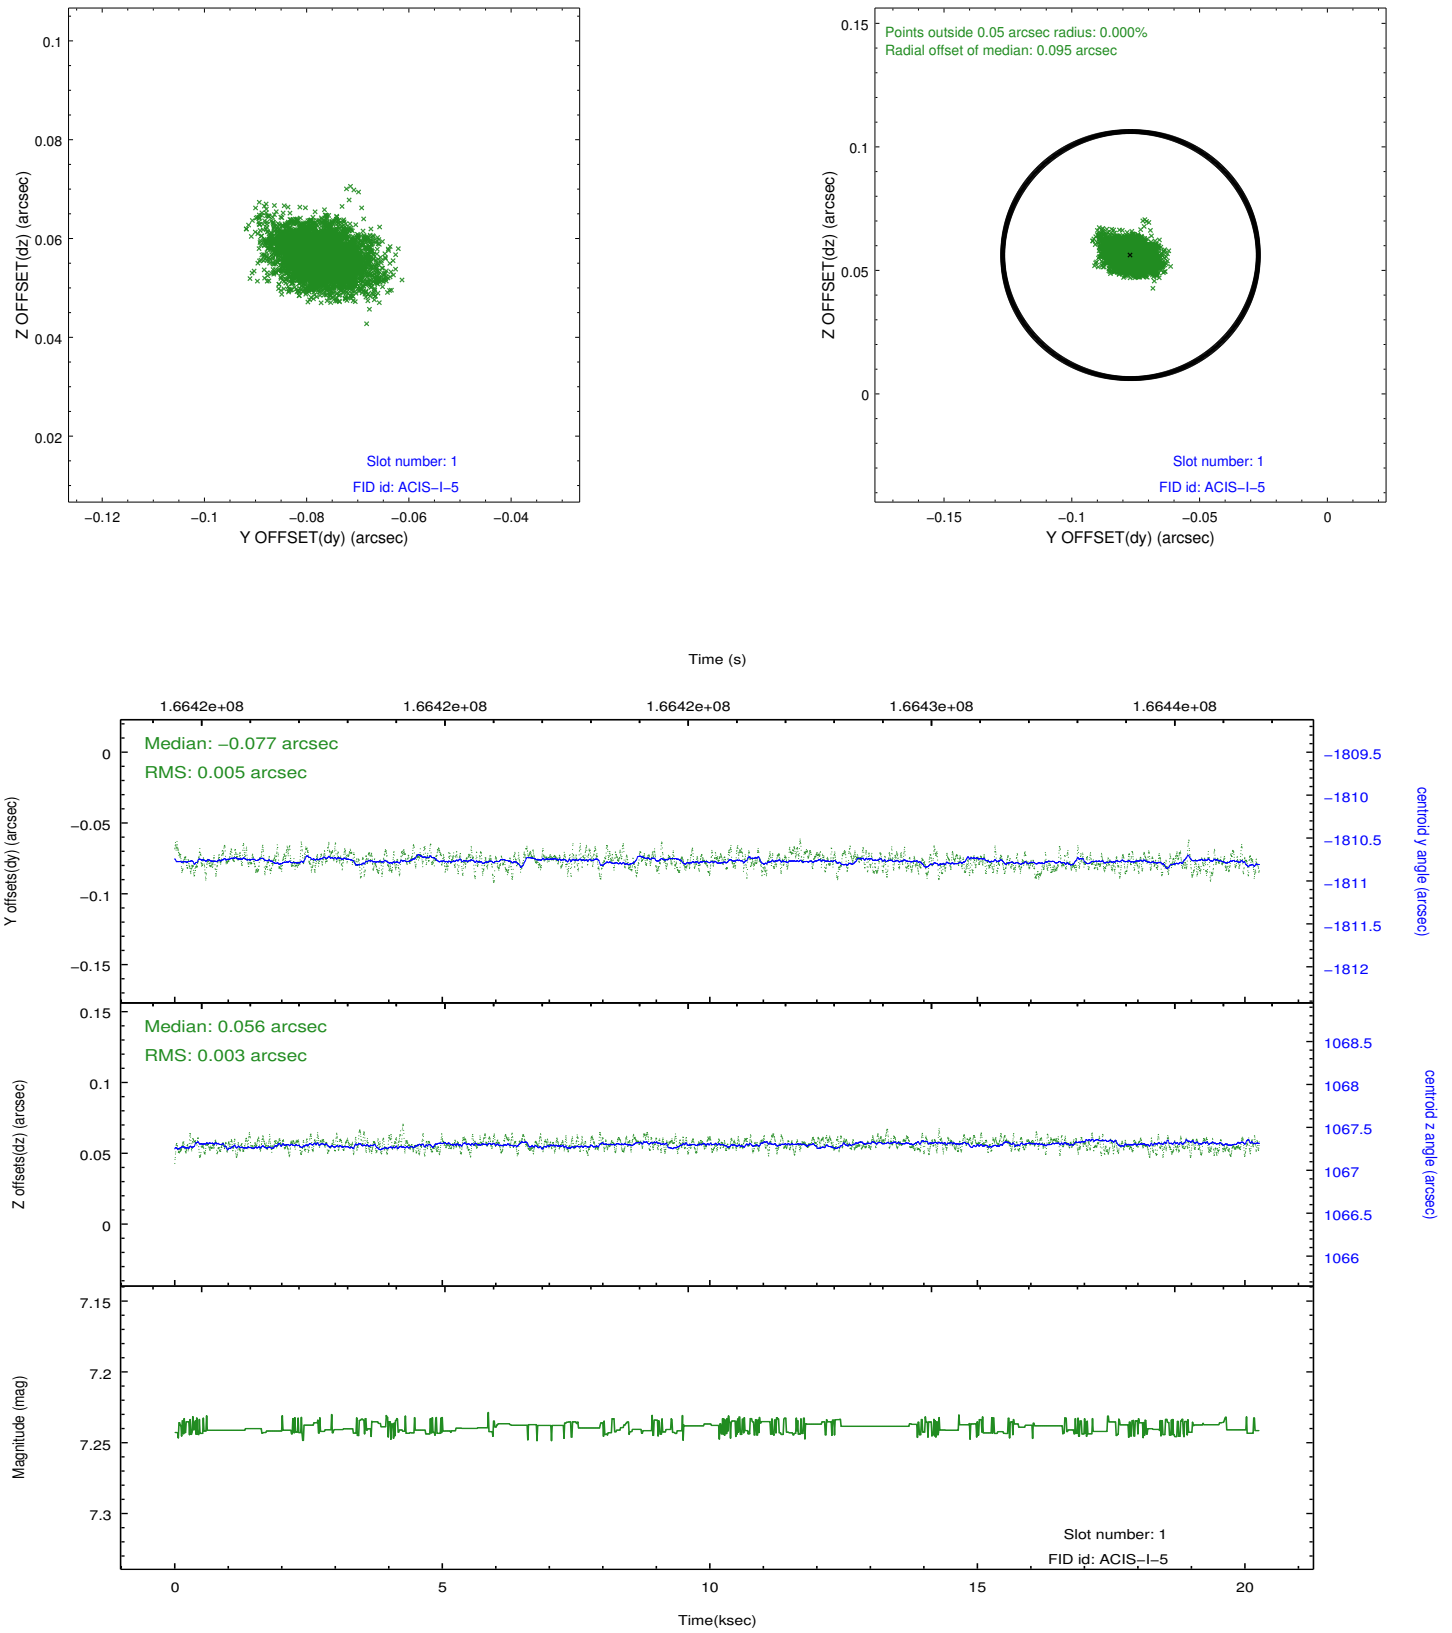 0.1
0.08
0.06
0.04
0.02
Z OFFSET(dz) (arcsec)
Slot number: 1
FID id: ACIS−I−5
−0.12
−0.1
−0.08
−0.06
−0.04
Y OFFSET(dy) (arcsec)
Points outside 0.05 arcsec radius: 0.000%
Radial offset of median: 0.095 arcsec
0.15
0.1
0.05
0
Z OFFSET(dz) (arcsec)
Slot number: 1
FID id: ACIS−I−5
−0.15
−0.1
−0.05
0
Y OFFSET(dy) (arcsec)
Time (s)
1.6642e+08
1.6642e+08
1.6642e+08
1.6643e+08
1.6644e+08
Median: −0.077 arcsec
RMS: 0.005 arcsec
0
−0.05
−0.1
−0.15
Y offsets(dy) (arcsec)
−1809.5
−1810
−1810.5
−1811
−1811.5
−1812
centroid y angle (arcsec)
Median: 0.056 arcsec
RMS: 0.003 arcsec
0.15
0.1
0.05
0
Z offsets(dz) (arcsec)
1068.5
1068
1067.5
1067
1066.5
1066
centroid z angle (arcsec)
7.15
7.2
7.25
7.3
Magnitude (mag)
Slot number: 1
FID id: ACIS−I−5
0
5
10
15
20
Time(ksec)